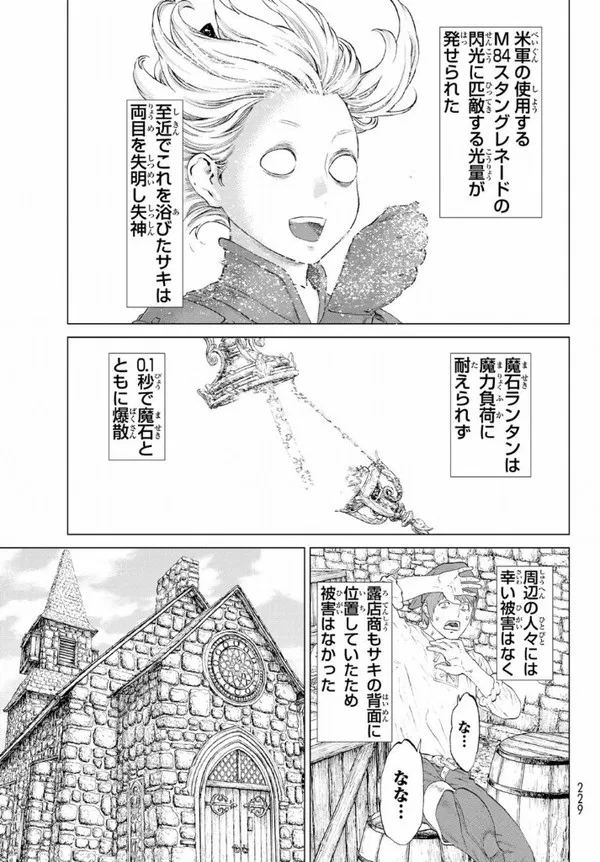 米軍の使用する
M84スタングレネードの
閃光に匹敵する光量が
発せられた
至近でこれを浴びたサキは
両目を失明し失神
魔石ランタンは
魔力負荷に
耐えられず
0.1秒で魔石と
ともに爆散
周辺の人々には
幸い被害はなく
露店商もサキの背面に
位置していたため
被害はなかった
な…
なな…
229